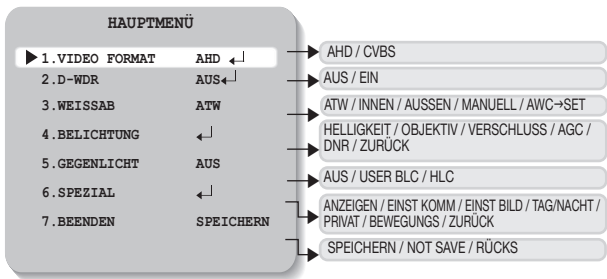 HAUPTMENÜ
1.VIDEO FORMAT AHD ↵
2.D-WDR AUS↵
3.WEISSAB ATW
4.BELICHTUNG ↵
5.GEGENLICHT AUS
6.SPEZIAL ↵
7.BEENDEN SPEICHERN
AHD / CVBS
AUS / EIN
ATW / INNEN / AUSSEN / MANUELL / AWC→SET
HELLIGKEIT / OBJEKTIV / VERSCHLUSS / AGC /
DNR / ZURÜCK
AUS / USER BLC / HLC
ANZEIGEN / EINST KOMM / EINST BILD / TAG/NACHT /
PRIVAT / BEWEGUNGS / ZURÜCK
SPEICHERN / NOT SAVE / RÜCKS